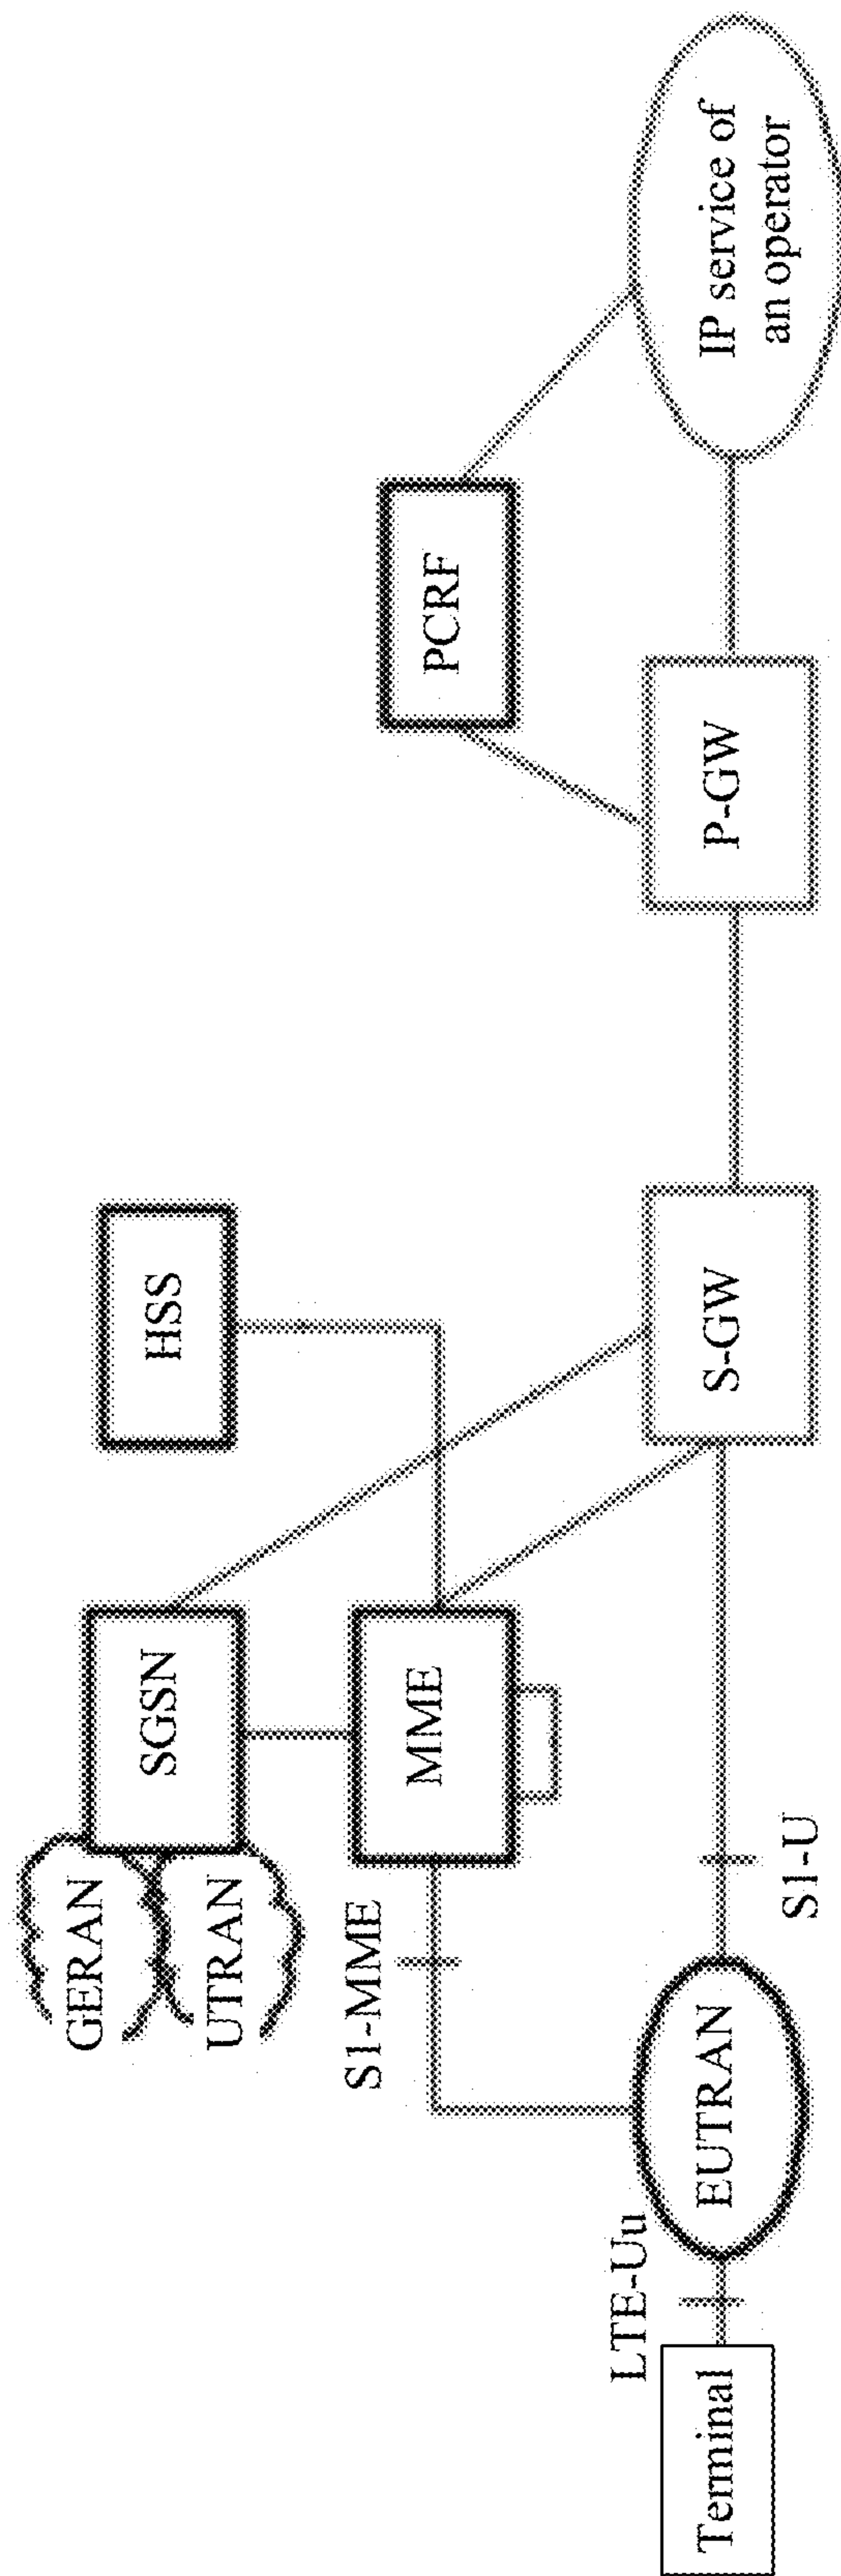 GERAN
UTRAN
SGSN
HSS
S1-MME
MME
PCRF
LTE-Uu
Terminal
EUTRAN
S1-U
S-GW
P-GW
IP service of
an operator